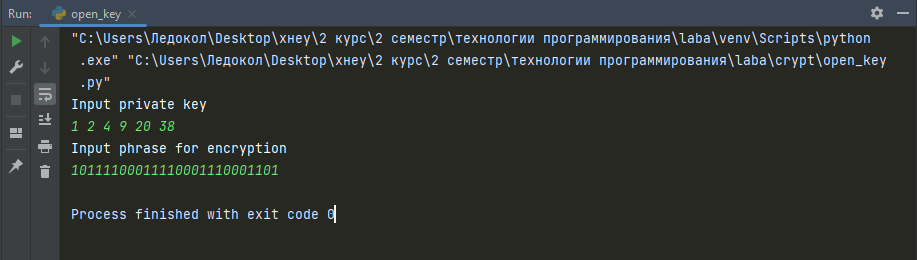 Run: open_key
"C:\Users\Ледокол\Desktop\хнеу\2 курс\2 семестр\технологии программирования\laba\venv\Scripts\python
.exe" "C:\Users\Ледокол\Desktop\хнеу\2 курс\2 семестр\технологии программирования\laba\crypt\open_key
.py"
Input private key
1 2 4 9 20 38
Input phrase for encryption
10111100011110001110001101
Process finished with exit code 0